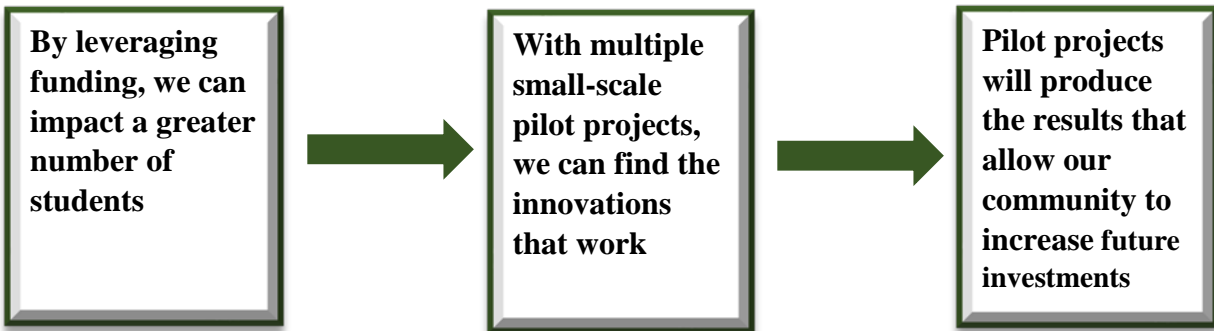 By leveraging
funding, we can
impact a greater
number of
students
With multiple
small-scale
pilot projects,
we can find the
innovations
that work
Pilot projects
will produce
the results that
allow our
community to
increase future
investments